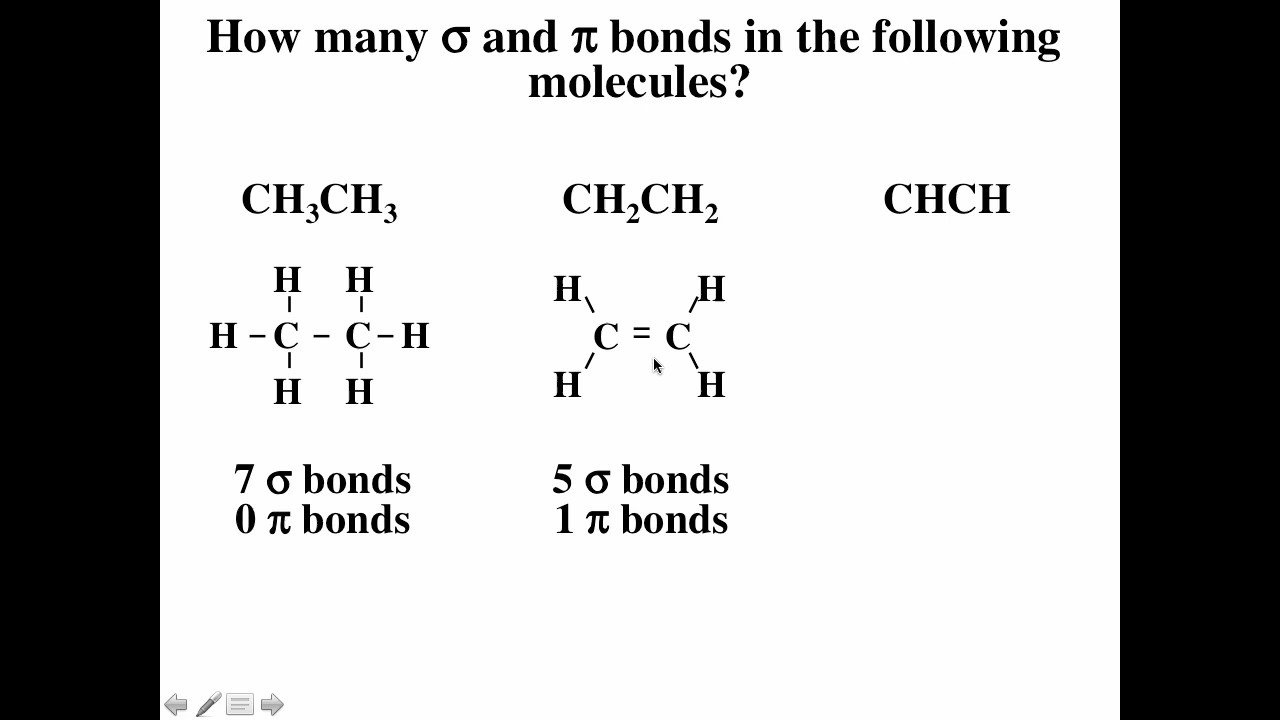 How many σ and π bonds in the following
molecules?
CH₃CH₃ CH₂CH₂ CHCH
H H
H – C – C – H
H H
H H
C = C
H H
7 σ bonds
0 π bonds
5 σ bonds
1 π bonds